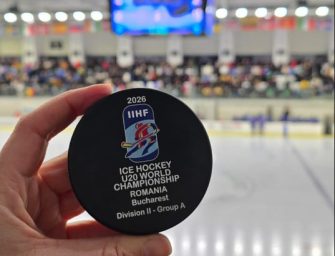 2026
IIHF
ICE HOCKEY
U20 WORLD
CHAMPIONSHIP
ROMANIA
Bucharest
Division II - Group A